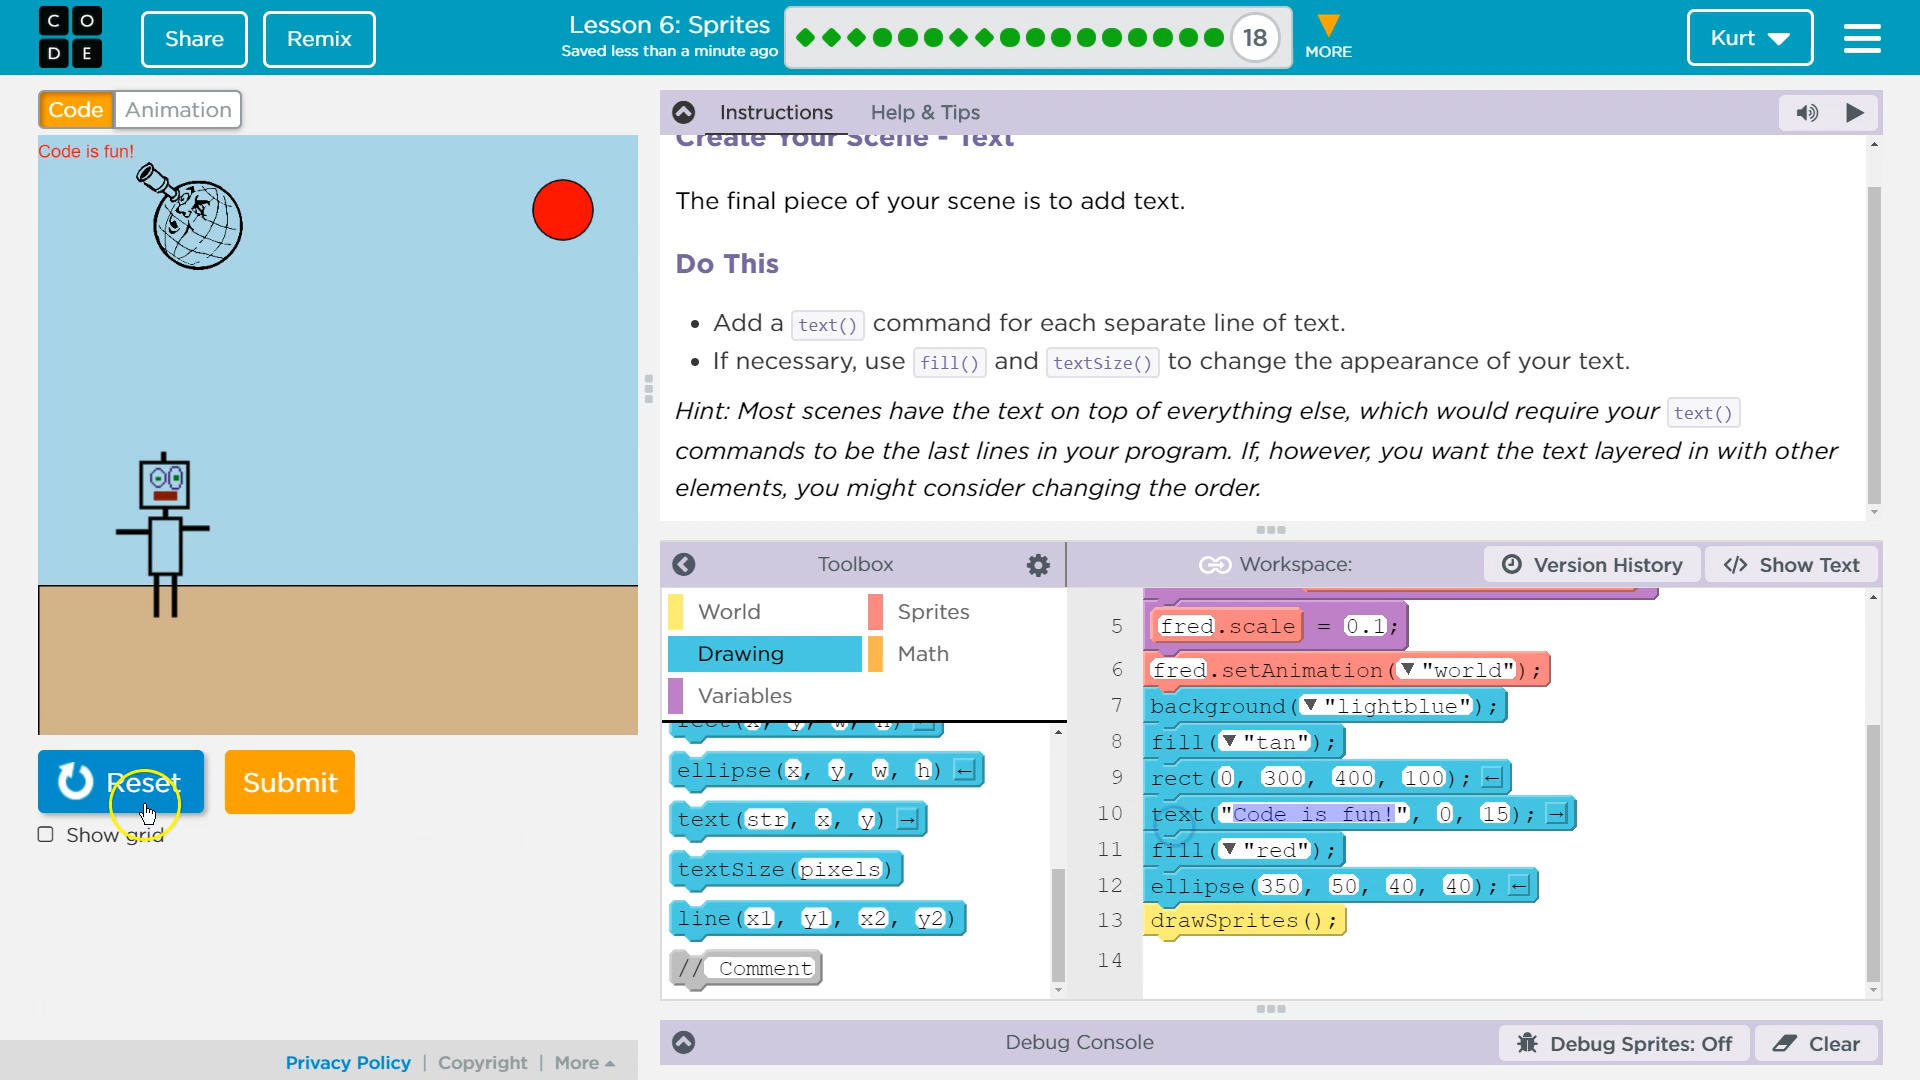 CODE
Share
Remix
Lesson 6: Sprites
Saved less than a minute ago
18
MORE
Kurt
Code
Animation
Code is fun!
Reset
Submit
Show grid
Privacy Policy | Copyright | More
Instructions
Help & Tips
Create Your Scene - Text
The final piece of your scene is to add text.
Do This
• Add a text() command for each separate line of text.
• If necessary, use fill() and textSize() to change the appearance of your text.
Hint: Most scenes have the text on top of everything else, which would require your text()
commands to be the last lines in your program. If, however, you want the text layered in with other
elements, you might consider changing the order.
Toolbox
World
Sprites
Drawing
Math
Variables
rect(x, y, w, h)
ellipse(x, y, w, h)
text(str, x, y)
textSize(pixels)
line(x1, y1, x2, y2)
// Comment
Workspace:
Version History
</> Show Text
5 fred.scale = 0.1;
6 fred.setAnimation("world");
7 background("lightblue");
8 fill("tan");
9 rect(0, 300, 400, 100);
10 text("Code is fun!", 0, 15);
11 fill("red");
12 ellipse(350, 50, 40, 40);
13 drawSprites();
14
Debug Console
Debug Sprites: Off
Clear